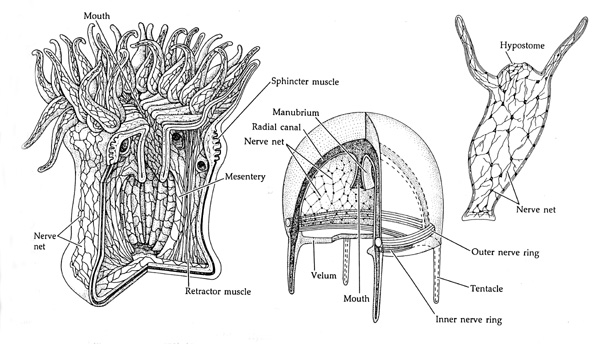 Mouth
Sphincter muscle
Mesentery
Nerve
net
Retractor muscle
Manubrium
Radial canal
Nerve net
Velum
Mouth
Outer nerve ring
Tentacle
Inner nerve ring
Hypostome
Nerve net